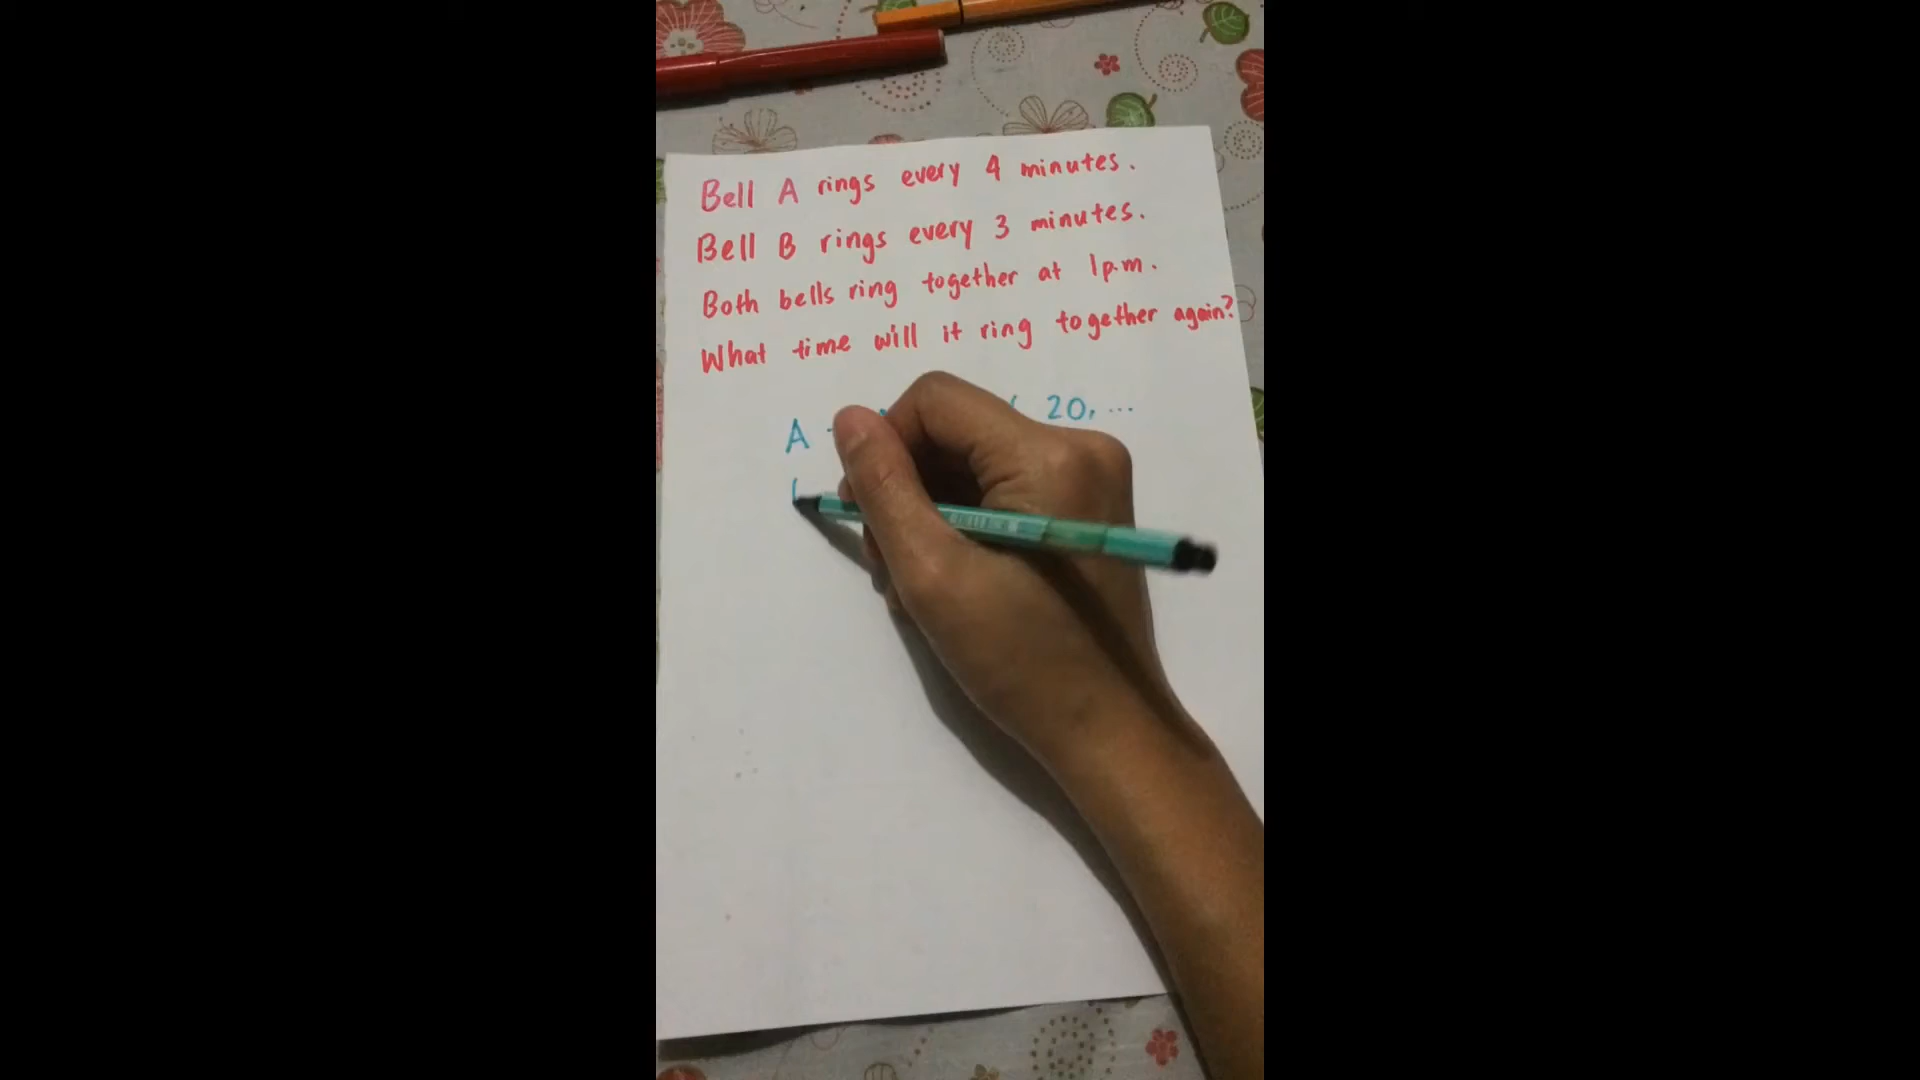 Bell A rings every 4 minutes.
Bell B rings every 3 minutes.
Both bells ring together at 1p.m.
What time will it ring together again?
A 20, ...